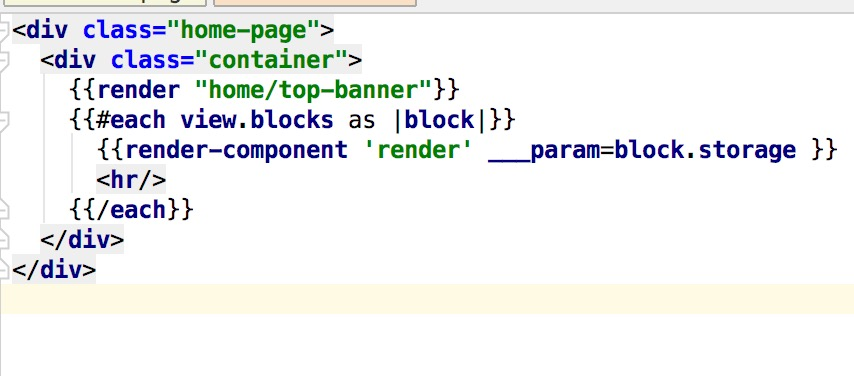 <div class="home-page">
<div class="container">
{{render "home/top-banner"}}
{{#each view.blocks as |block|}}
{{render-component 'render' ___param=block.storage }}
<hr/>
{{/each}}
</div>
</div>